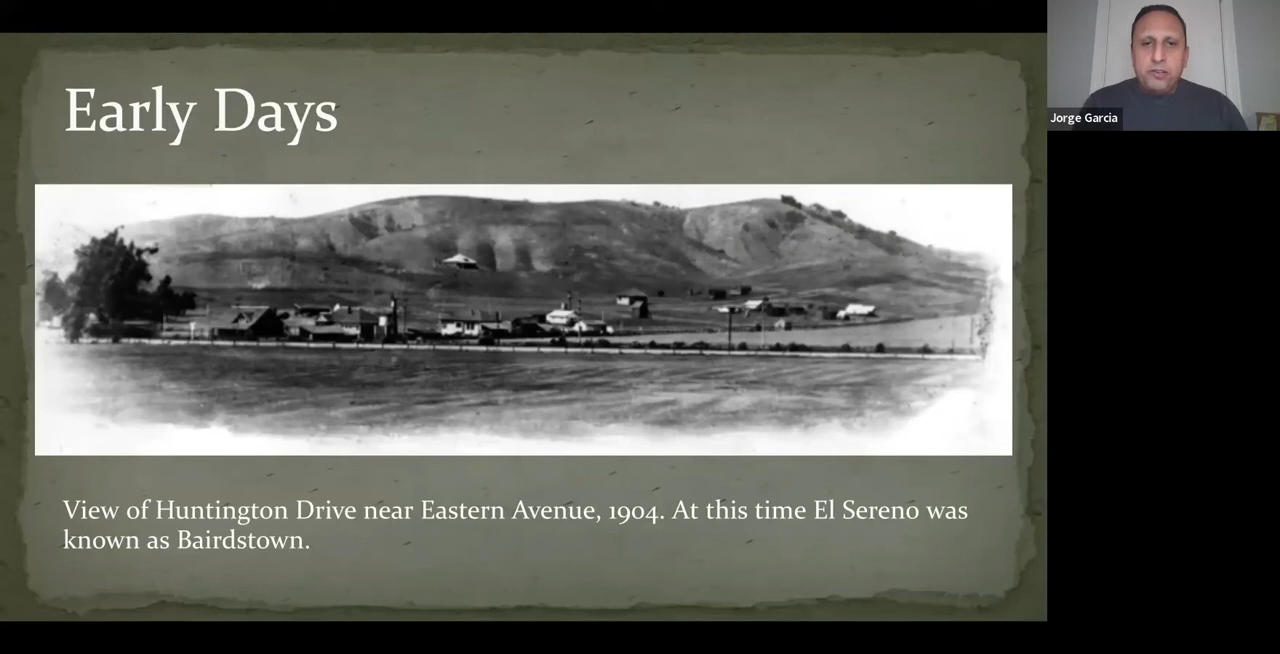 Early Days
View of Huntington Drive near Eastern Avenue, 1904. At this time El Sereno was
known as Bairdstown.
Jorge Garcia